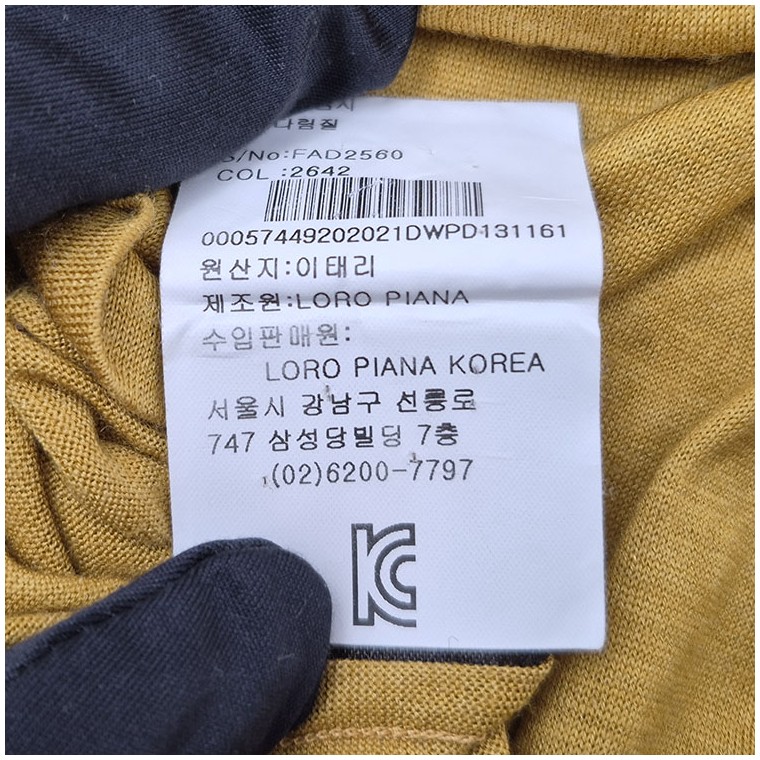 다림질
S/No:FAD2560
COL :2642
00057449202021DWPD131161
원산지:이태리
제조원:LORO PIANA
수입판매원:
LORO PIANA KOREA
서울시 강남구 선릉로
747 삼성당빌딩 7층
(02)6200-7797
KC